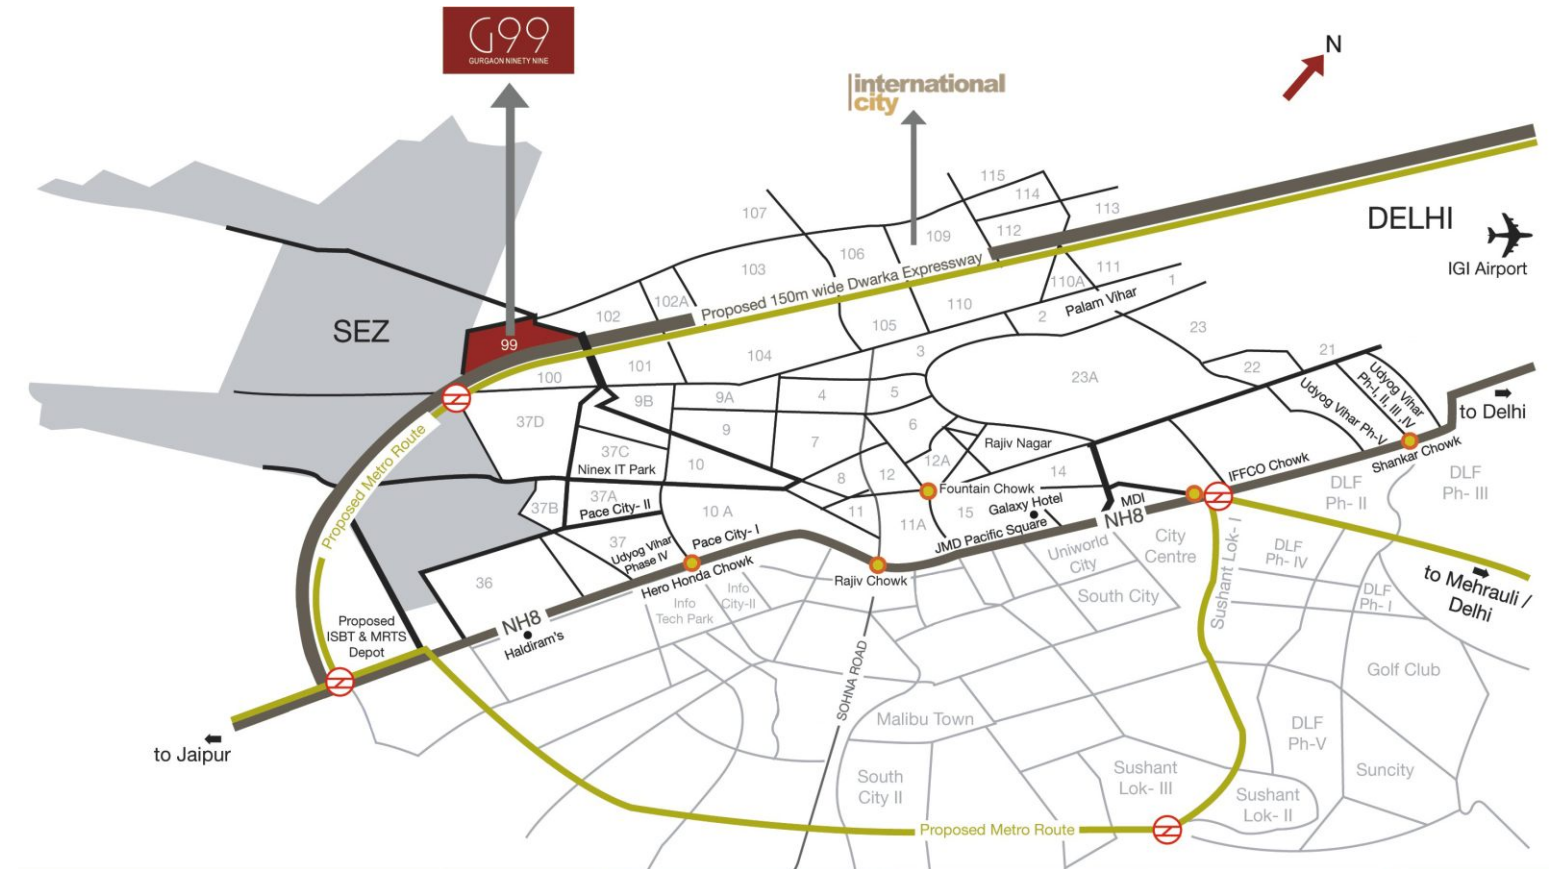 G99
GURGAON NINETY NINE
international
city
N
DELHI
IGI Airport
SEZ
115
114
113
112
107
109
106
103
111
110A
110
1
102A
102
Proposed 150m wide Dwarka Expressway
Palam Vihar
2
105
23
99
101
104
3
21
22
100
23A
Udyog Vihar
Ph-I, II, III ,IV
Udyog Vihar Ph-V
to Delhi
9B
9A
4
5
37D
6
9
7
Rajiv Nagar
Shankar Chowk
37C
Ninex IT Park
10
8
12
12A
14
IFFCO Chowk
DLF
Ph- II
DLF
Ph- III
Proposed Metro Route
37A
Pace City- II
37B
Fountain Chowk
Galaxy Hotel
MDI
NH8
10 A
11
11A
15
JMD Pacific Square
37
Udyog Vihar
Phase IV
Pace City- I
Hero Honda Chowk
Rajiv Chowk
Uniworld
City
City
Centre
Sushant Lok- I
DLF
Ph- IV
DLF
Ph- I
to Mehrauli /
Delhi
36
Info
Tech Park
Info
City-II
South City
NH8
Haldiram's
Proposed
ISBT & MRTS
Depot
SOHNA ROAD
Golf Club
Malibu Town
DLF
Ph-V
to Jaipur
South
City II
Sushant
Lok- III
Suncity
Sushant
Lok- II
Proposed Metro Route